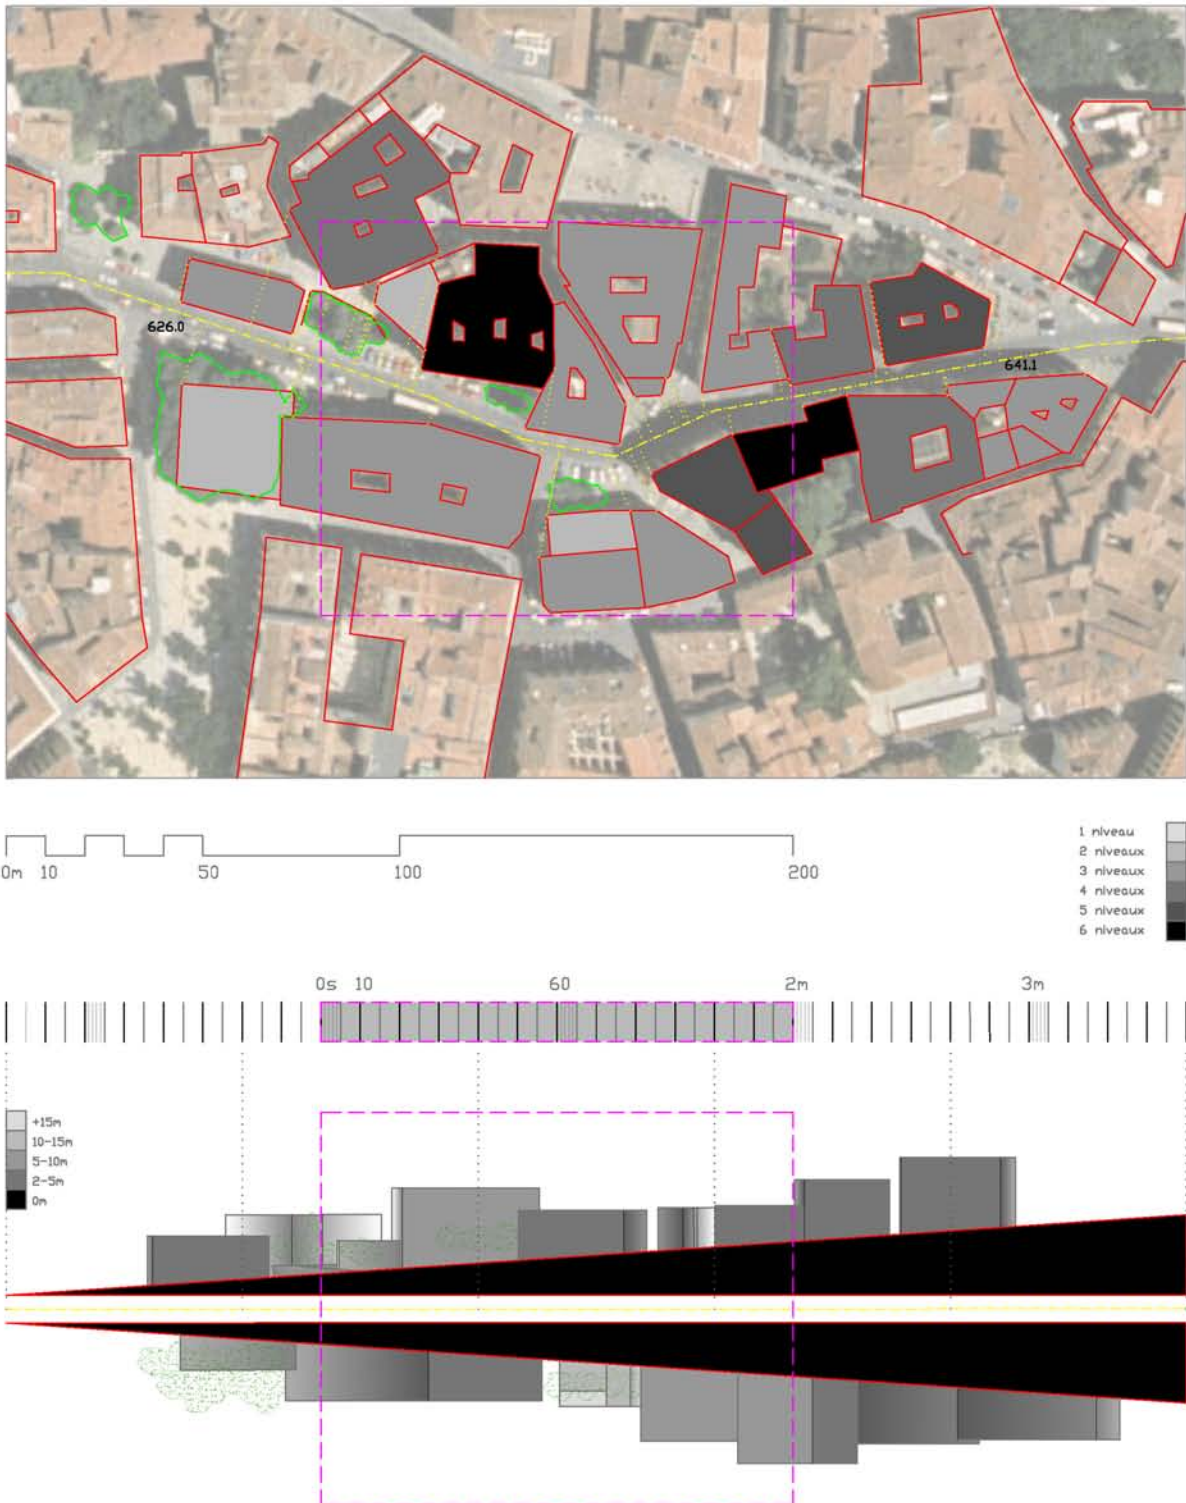 626.0
641.1
0m 10 50 100 200
1 niveau
2 niveaux
3 niveaux
4 niveaux
5 niveaux
6 niveaux
0s 10 60 2m 3m
+15m
10-15m
5-10m
2-5m
0m